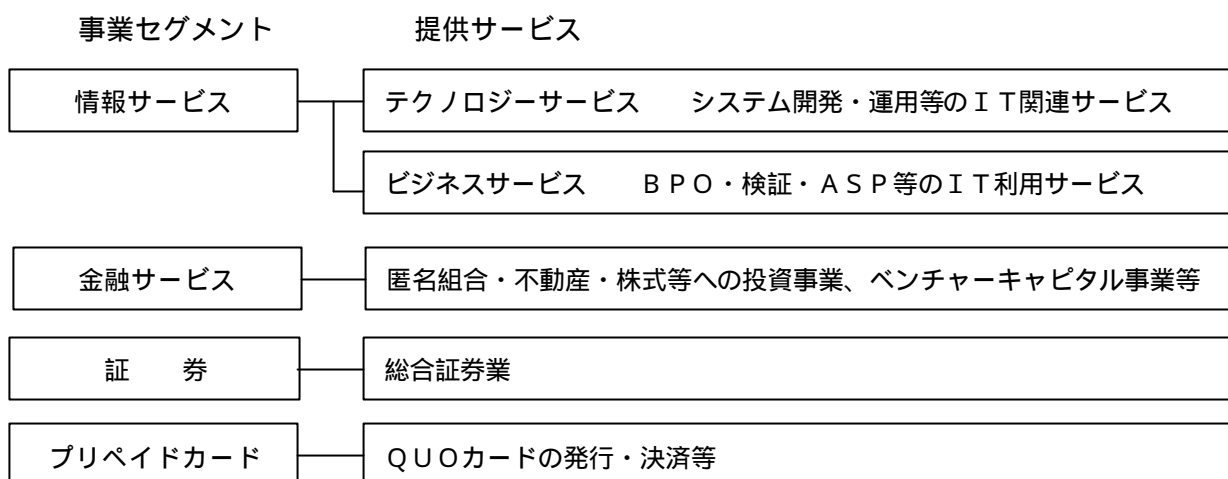 事業セグメント　　　提供サービス
情報サービス　　テクノロジーサービス　　システム開発・運用等のＩＴ関連サービス
ビジネスサービス　　ＢＰＯ・検証・ＡＳＰ等のＩＴ利用サービス
金融サービス　　匿名組合・不動産・株式等への投資事業、ベンチャーキャピタル事業等
証　　券　　総合証券業
プリペイドカード　　ＱＵＯカードの発行・決済等